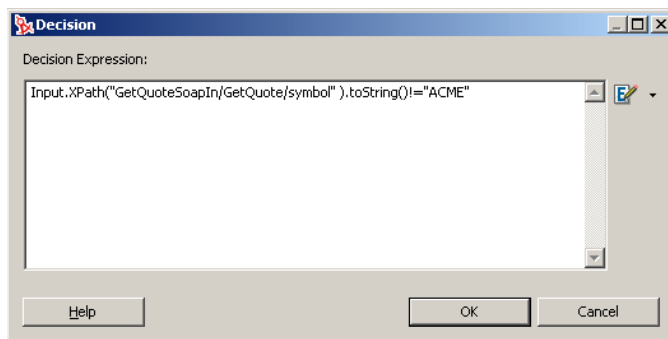 Decision
Decision Expression:
Input.XPath("GetQuoteSoapIn/GetQuote/symbol" ).toString()!="ACME"
E
Help
OK
Cancel